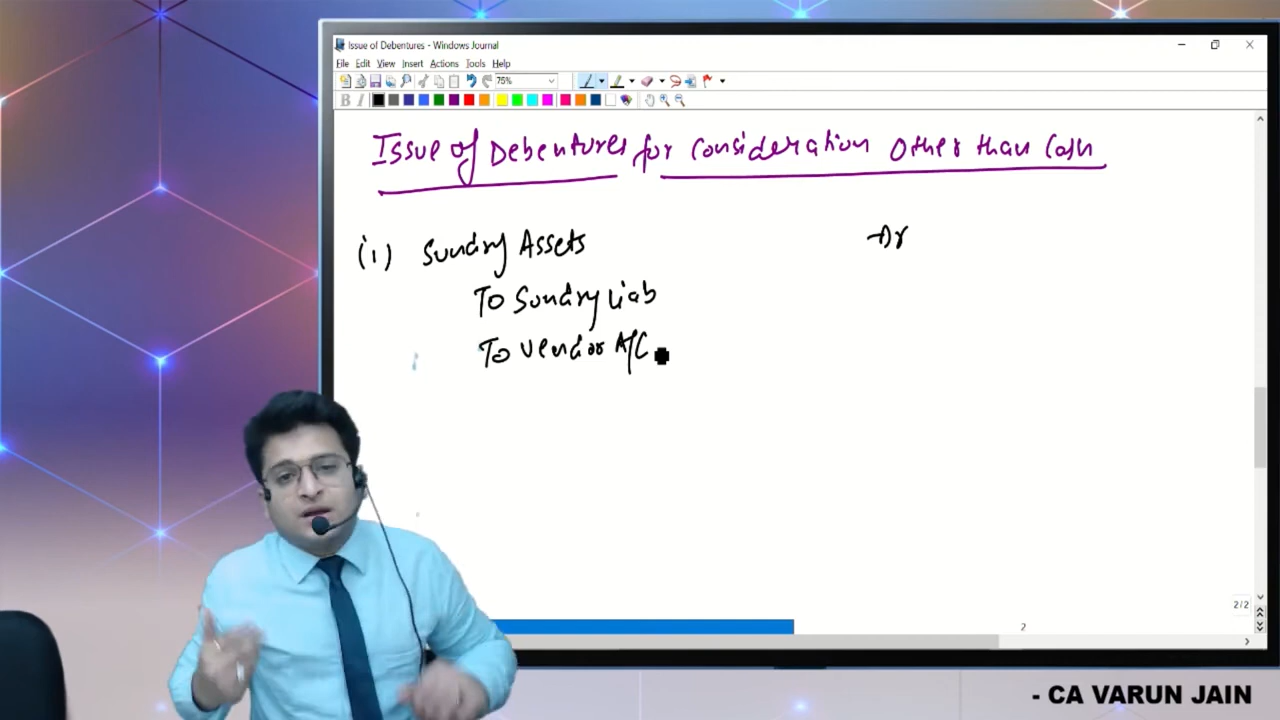 Issue of Debentures - Windows Journal
File Edit View Insert Actions Tools Help
75%
B I
Issue of Debentures for Consideration Other than Cash
(1) Sundry Assets Dr
To Sundry Liab
To Vendor A/C
2/2
2
- CA VARUN JAIN